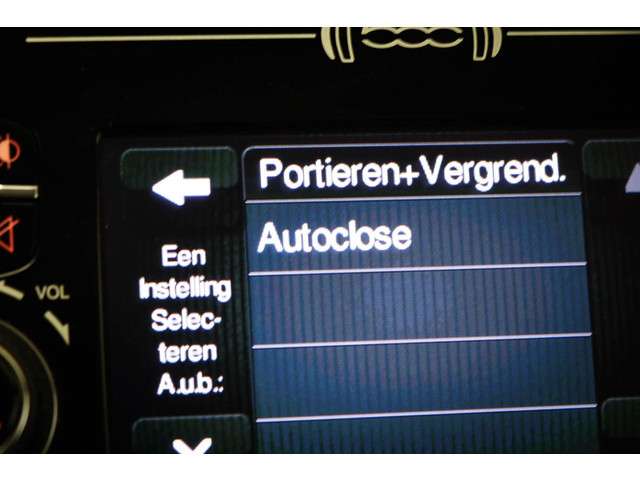 Portieren+Vergrend.
Autoclose
Een
Instelling
Selec-
teren
A.u.b.:
VOL